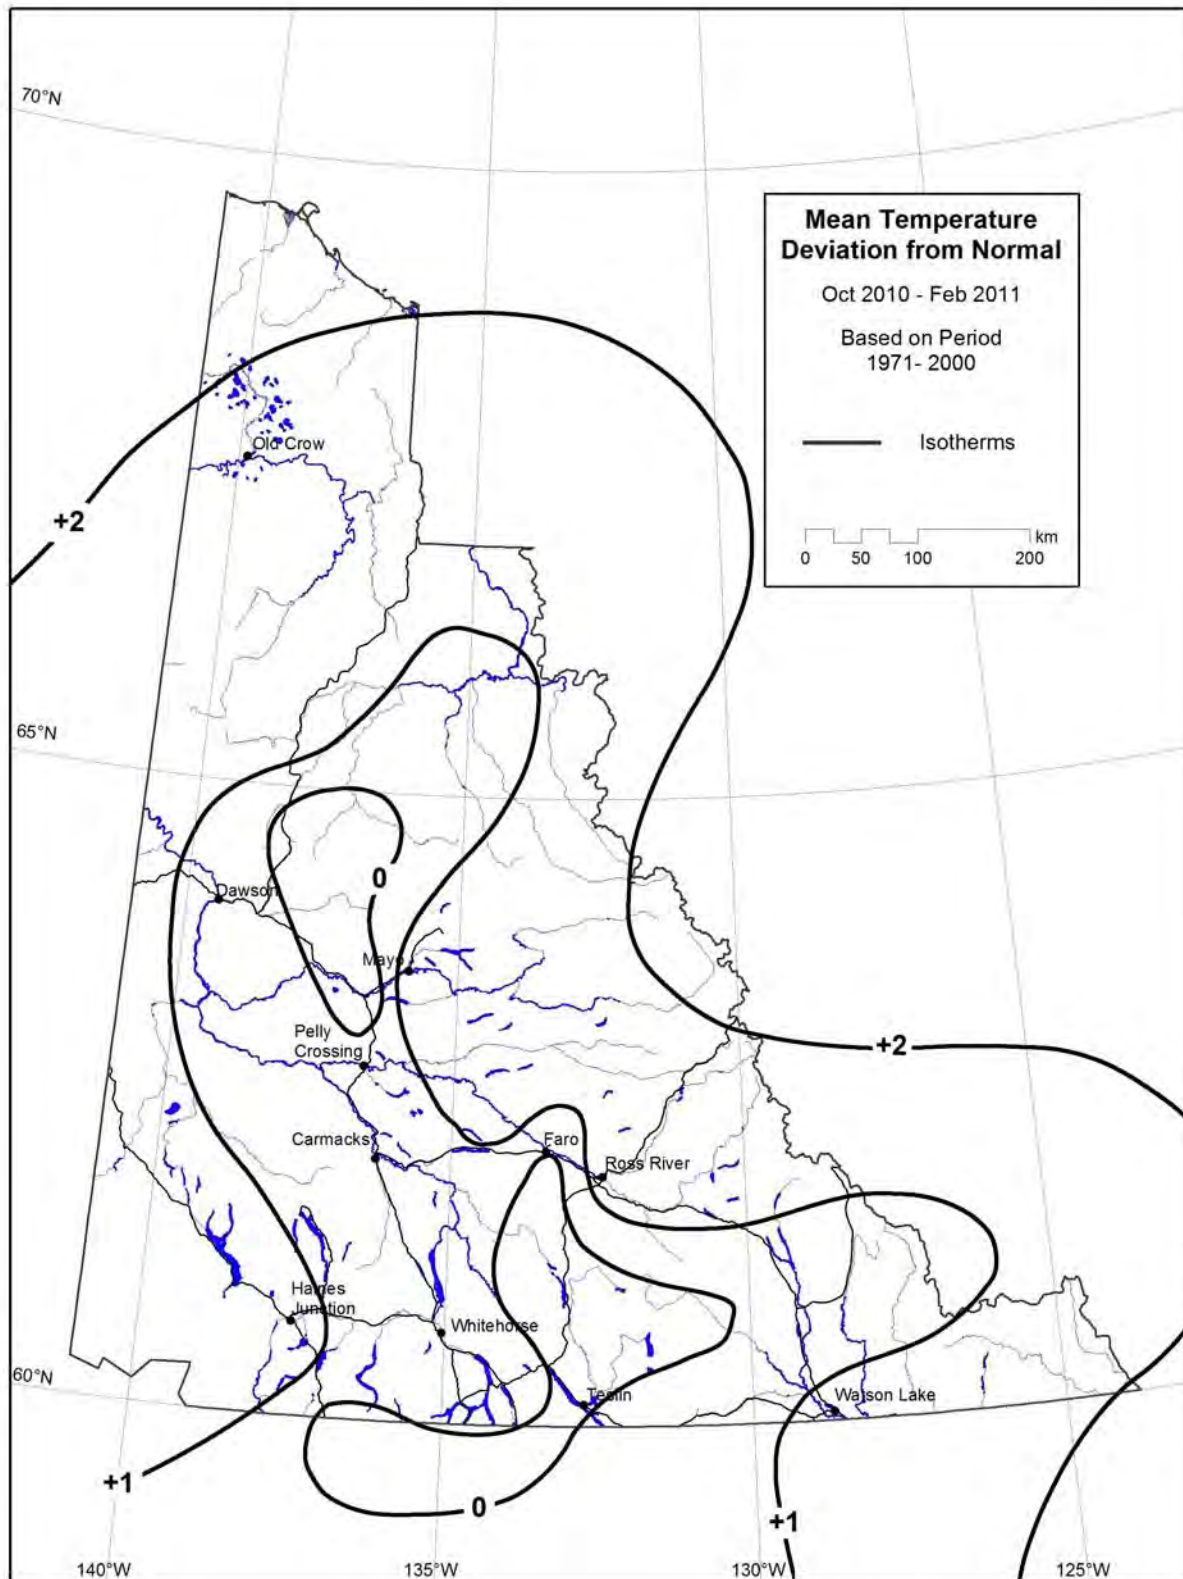 70°N
Mean Temperature
Deviation from Normal
Oct 2010 - Feb 2011
Based on Period
1971- 2000
Isotherms
km
0 50 100 200
Old Crow
+2
65°N
0
Dawson
Mayo
Pelly
Crossing
+2
Carmacks
Faro
Ross River
Haines
Junction
Whitehorse
60°N
Teslin
Watson Lake
+1
0
+1
140°W
135°W
130°W
125°W